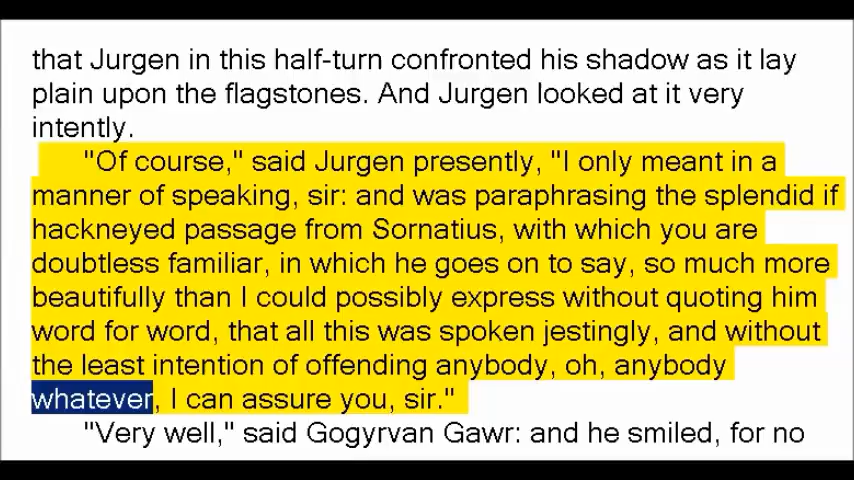 that Jurgen in this half-turn confronted his shadow as it lay
plain upon the flagstones. And Jurgen looked at it very
intently.
"Of course," said Jurgen presently, "I only meant in a
manner of speaking, sir: and was paraphrasing the splendid if
hackneyed passage from Sornatius, with which you are
doubtless familiar, in which he goes on to say, so much more
beautifully than I could possibly express without quoting him
word for word, that all this was spoken jestingly, and without
the least intention of offending anybody, oh, anybody
whatever, I can assure you, sir."
"Very well," said Gogyrvan Gawr: and he smiled, for no